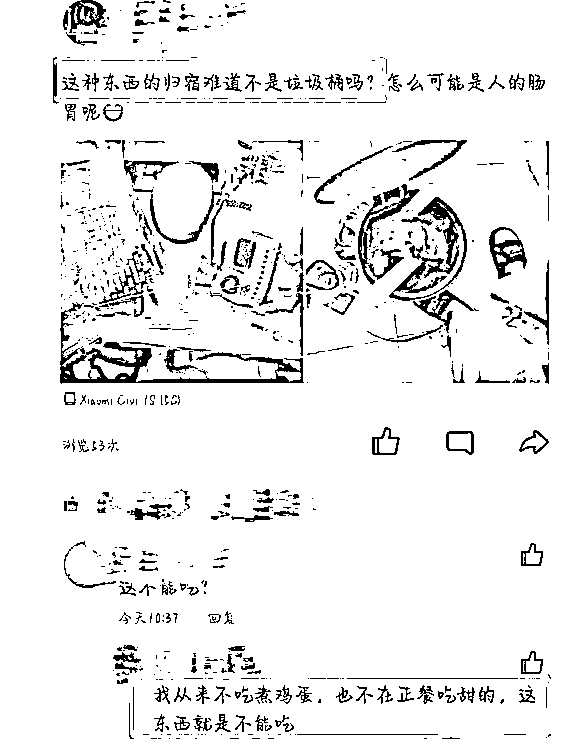 这种东西的归宿难道不是垃圾桶吗？怎么可能是人的肠
胃呢
Xiaomi Civi 1S (5G)
浏览53次
这个能吃？
今天10:37 回复
我从来不吃煮鸡蛋，也不在正餐吃甜的，这
东西就是不能吃